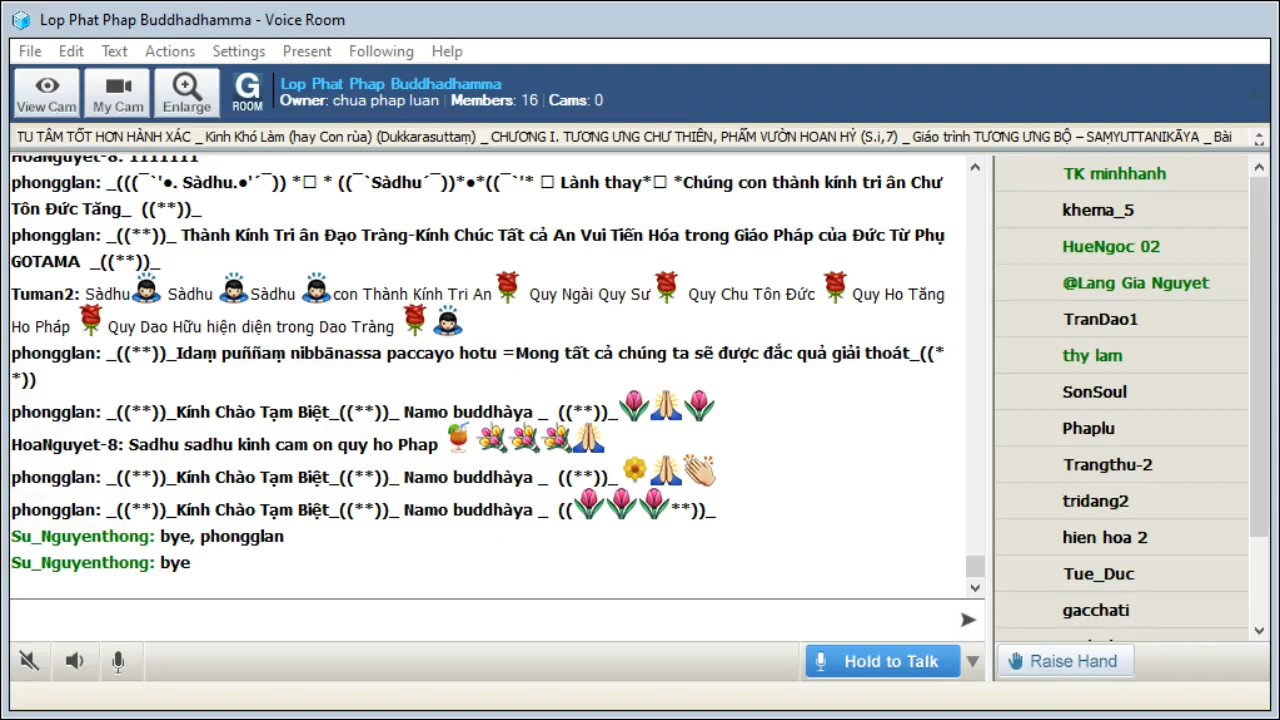 Lop Phat Phap Buddhadhamma - Voice Room
File Edit Text Actions Settings Present Following Help
View Cam My Cam Enlarge G ROOM
Lop Phat Phap Buddhadhamma
Owner: chua phap luan | Members: 16 | Cams: 0
TU TÂM TỐT HƠN HÀNH XÁC _ Kinh Khó Làm (hay Con rùa) (Dukkarasuttaṃ) _ CHƯƠNG I. TƯƠNG ƯNG CHƯ THIÊN, PHẨM VƯỜN HOAN HỶ (S.i,7) _ Giáo trình TƯƠNG ƯNG BỘ – SAṂYUTTANIKĀYA _ Bài
HoaNguyet-8: 1111111
phongglan: _(((¯`'●. Sàdhu.●'´¯)) *□ * ((¯`Sàdhu´¯))*●*((¯`'* □ Lành thay*□ *Chúng con thành kính tri ân Chư
Tôn Đức Tăng_ ((**))_
phongglan: _((**))_ Thành Kính Tri ân Đạo Tràng-Kính Chúc Tất cả An Vui Tiến Hóa trong Giáo Pháp của Đức Từ Phụ
GOTAMA _((**))_
Tuman2: Sàdhu Sàdhu Sàdhu con Thành Kính Tri An Quy Ngài Quy Sư Quy Chu Tôn Đức Quy Ho Tăng
Ho Pháp Quy Dao Hữu hiện diện trong Dao Tràng
phongglan: _((**))_Idaṃ puññaṃ nibbānassa paccayo hotu =Mong tất cả chúng ta sẽ được đắc quả giải thoát_((*
*))
phongglan: _((**))_Kính Chào Tạm Biệt_((**))_ Namo buddhàya _ ((**))_
HoaNguyet-8: Sadhu sadhu kinh cam on quy ho Phap
phongglan: _((**))_Kính Chào Tạm Biệt_((**))_ Namo buddhàya _ ((**))_
phongglan: _((**))_Kính Chào Tạm Biệt_((**))_ Namo buddhàya _ ((**))_
Su_Nguyenthong: bye, phongglan
Su_Nguyenthong: bye
TK minhhanh
khema_5
HueNgoc 02
@Lang Gia Nguyet
TranDao1
thy lam
SonSoul
Phaplu
Trangthu-2
tridang2
hien hoa 2
Tue_Duc
gacchati
Hold to Talk
Raise Hand